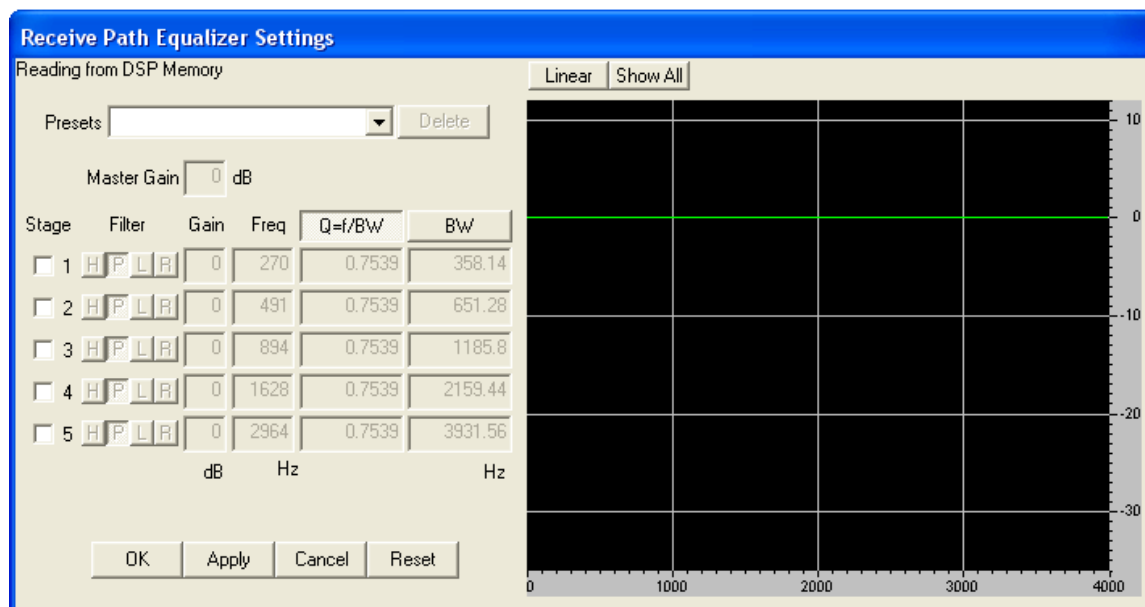 Receive Path Equalizer Settings
Reading from DSP Memory
Linear Show All
Presets Delete
Master Gain 0 dB
Stage Filter Gain Freq Q=f/BW BW
1 H P L R 0 270 0.7539 358.14
2 H P L R 0 491 0.7539 651.28
3 H P L R 0 894 0.7539 1185.8
4 H P L R 0 1628 0.7539 2159.44
5 H P L R 0 2964 0.7539 3931.56
dB Hz Hz
OK Apply Cancel Reset
10
0
-10
-20
-30
0 1000 2000 3000 4000